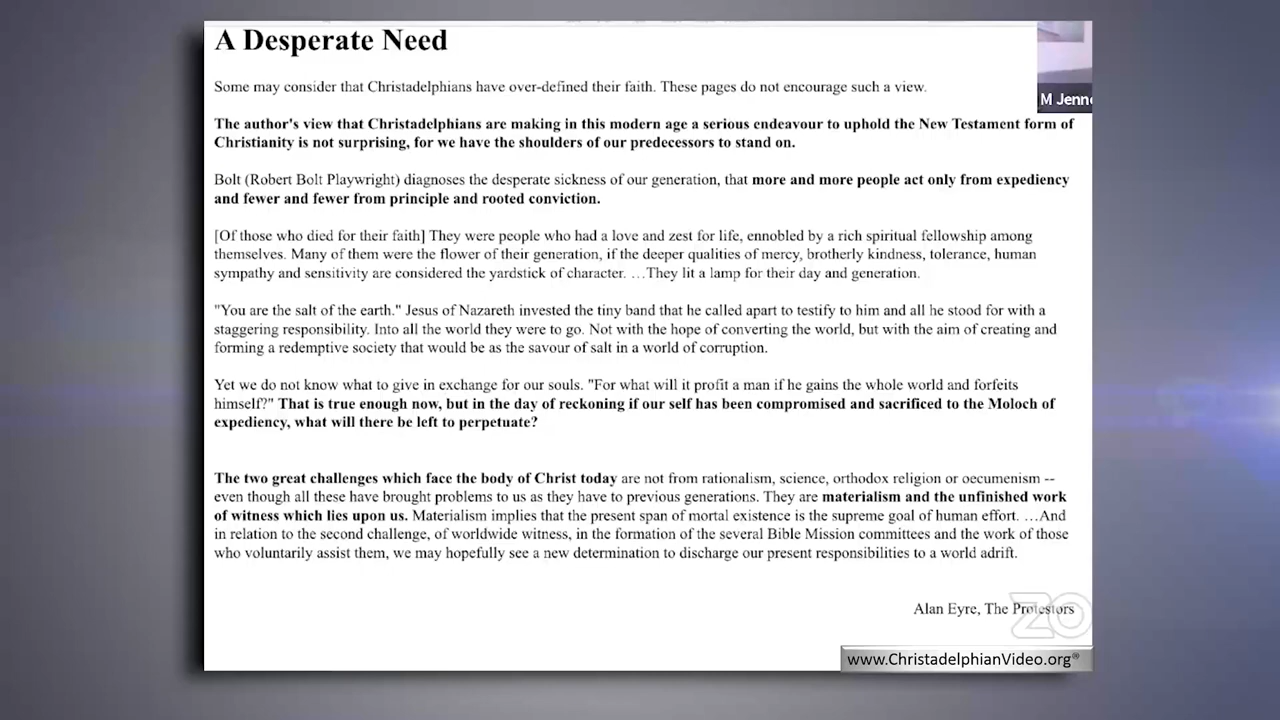 A Desperate Need
Some may consider that Christadelphians have over-defined their faith. These pages do not encourage such a view.
M Jenne
The author's view that Christadelphians are making in this modern age a serious endeavour to uphold the New Testament form of
Christianity is not surprising, for we have the shoulders of our predecessors to stand on.
Bolt (Robert Bolt Playwright) diagnoses the desperate sickness of our generation, that more and more people act only from expediency
and fewer and fewer from principle and rooted conviction.
[Of those who died for their faith] They were people who had a love and zest for life, ennobled by a rich spiritual fellowship among
themselves. Many of them were the flower of their generation, if the deeper qualities of mercy, brotherly kindness, tolerance, human
sympathy and sensitivity are considered the yardstick of character. …They lit a lamp for their day and generation.
"You are the salt of the earth." Jesus of Nazareth invested the tiny band that he called apart to testify to him and all he stood for with a
staggering responsibility. Into all the world they were to go. Not with the hope of converting the world, but with the aim of creating and
forming a redemptive society that would be as the savour of salt in a world of corruption.
Yet we do not know what to give in exchange for our souls. "For what will it profit a man if he gains the whole world and forfeits
himself?" That is true enough now, but in the day of reckoning if our self has been compromised and sacrificed to the Moloch of
expediency, what will there be left to perpetuate?
The two great challenges which face the body of Christ today are not from rationalism, science, orthodox religion or oecumenism --
even though all these have brought problems to us as they have to previous generations. They are materialism and the unfinished work
of witness which lies upon us. Materialism implies that the present span of mortal existence is the supreme goal of human effort. …And
in relation to the second challenge, of worldwide witness, in the formation of the several Bible Mission committees and the work of those
who voluntarily assist them, we may hopefully see a new determination to discharge our present responsibilities to a world adrift.
Alan Eyre, The Protestors
ZO
www.ChristadelphianVideo.org®